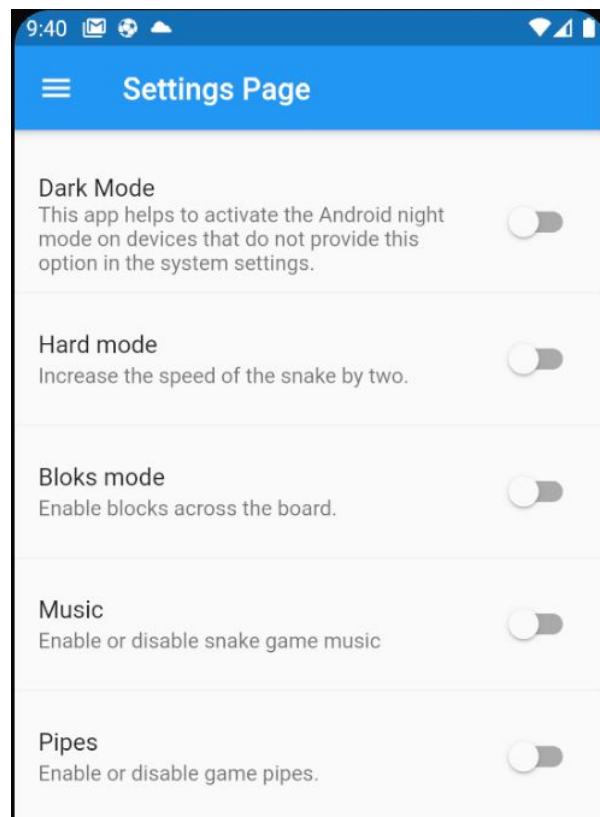 9:40
Settings Page
Dark Mode
This app helps to activate the Android night
mode on devices that do not provide this
option in the system settings.
Hard mode
Increase the speed of the snake by two.
Bloks mode
Enable blocks across the board.
Music
Enable or disable snake game music
Pipes
Enable or disable game pipes.